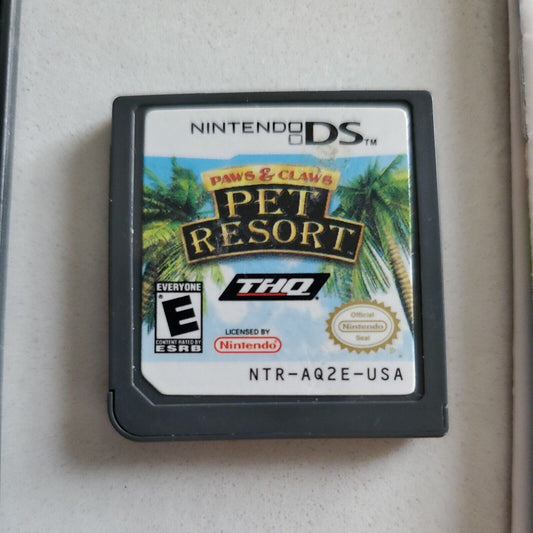 NINTENDO DS™
PAWS & CLAWS
PET
RESORT
THQ
EVERYONE
E
CONTENT RATED BY
ESRB
LICENSED BY
Nintendo
Official
Nintendo
Seal
NTR-AQ2E-USA